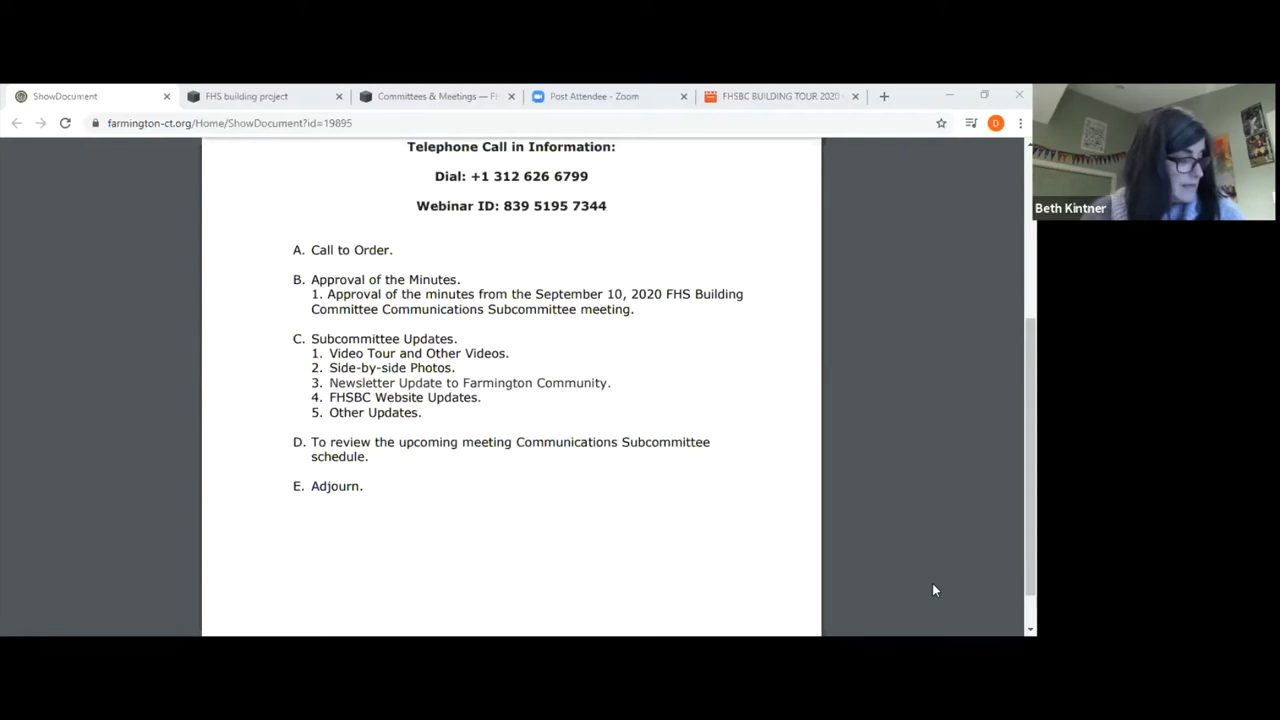 ShowDocument
FHS building project
Committees & Meetings — F
Post Attendee - Zoom
FHSBC BUILDING TOUR 2020
farmington-ct.org/Home/ShowDocument?id=19895
D
Beth Kintner
Telephone Call in Information:
Dial: +1 312 626 6799
Webinar ID: 839 5195 7344
A. Call to Order.
B. Approval of the Minutes.
1. Approval of the minutes from the September 10, 2020 FHS Building
Committee Communications Subcommittee meeting.
C. Subcommittee Updates.
1. Video Tour and Other Videos.
2. Side-by-side Photos.
3. Newsletter Update to Farmington Community.
4. FHSBC Website Updates.
5. Other Updates.
D. To review the upcoming meeting Communications Subcommittee
schedule.
E. Adjourn.